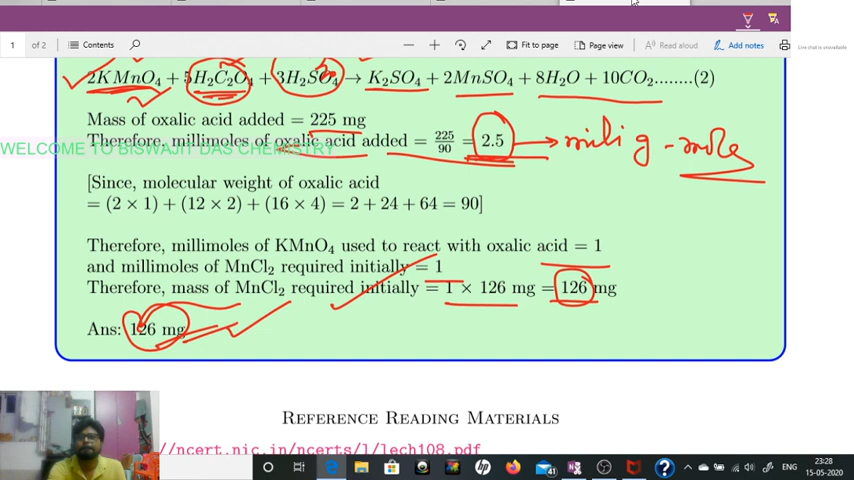 1 of 2 Contents Fit to page Page view Read aloud Add notes
2KMnO₄ + 5H₂C₂O₄ + 3H₂SO₄ → K₂SO₄ + 2MnSO₄ + 8H₂O + 10CO₂........(2)
Mass of oxalic acid added = 225 mg
Therefore, millimoles of oxalic acid added = 225/90 = 2.5 → mili g - moles
WELCOME TO BISWAJIT DAS CHEMISTRY
[Since, molecular weight of oxalic acid
= (2 × 1) + (12 × 2) + (16 × 4) = 2 + 24 + 64 = 90]
Therefore, millimoles of KMnO₄ used to react with oxalic acid = 1
and millimoles of MnCl₂ required initially = 1
Therefore, mass of MnCl₂ required initially = 1 × 126 mg = 126 mg
Ans: 126 mg
REFERENCE READING MATERIALS
//ncert.nic.in/ncerts/l/lech108.pdf
41
ENG
23:28
15-05-2020